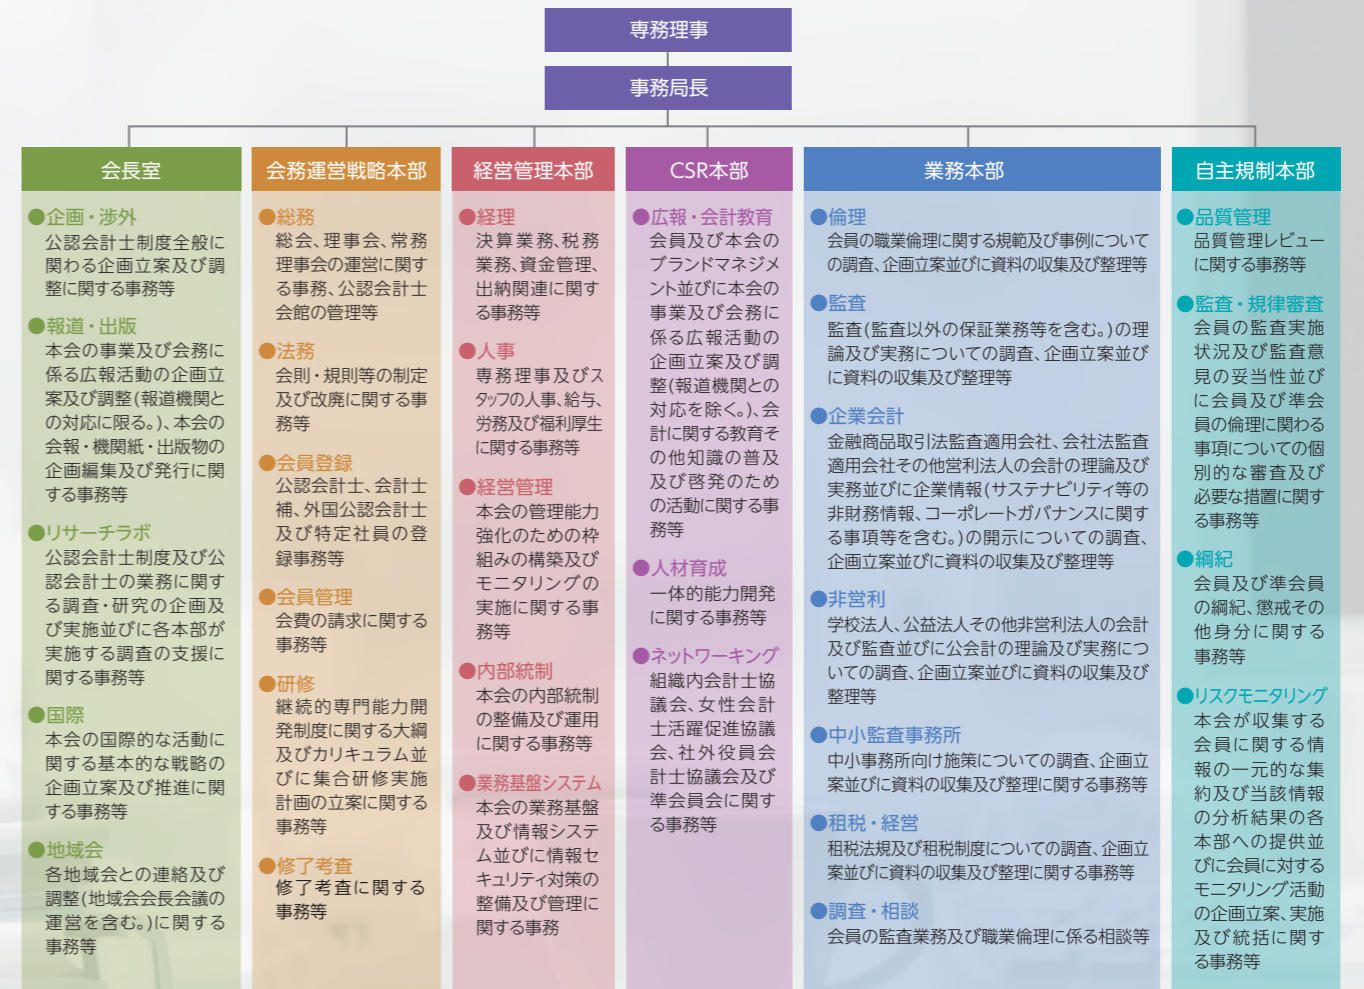 専務理事
事務局長
会長室
●企画・渉外
公認会計士制度全般に
関わる企画立案及び調
整に関する事務等
●報道・出版
本会の事業及び会務に
係る広報活動の企画立
案及び調整(報道機関と
の対応に限る。)、本会の
会報・機関紙・出版物の
企画編集及び発行に関
する事務等
●リサーチラボ
公認会計士制度及び公
認会計士の業務に関す
る調査・研究の企画及
び実施並びに各本部が
実施する調査の支援に
関する事務等
●国際
本会の国際的な活動に
関する基本的な戦略の
企画立案及び推進に関
する事務等
●地域会
各地域会との連絡及び
調整(地域会会長会議の
運営を含む。)に関する
事務等
会務運営戦略本部
●総務
総会、理事会、常務
理事会の運営に関す
る事務、公認会計士
会館の管理等
●法務
会則・規則等の制定
及び改廃に関する事
務等
●会員登録
公認会計士、会計士
補、外国公認会計士
及び特定社員の登
録事務等
●会員管理
会費の請求に関する
事務等
●研修
継続的専門能力開
発制度に関する大綱
及びカリキュラム並
びに集合研修実施
計画の立案に関する
事務等
●修了考査
修了考査に関する
事務等
経営管理本部
●経理
決算業務、税務
業務、資金管理、
出納関連に関す
る事務等
●人事
専務理事及びス
タッフの人事、給与、
労務及び福利厚生
に関する事務等
●経営管理
本会の管理能力
強化のための枠
組みの構築及び
モニタリングの
実施に関する事
務等
●内部統制
本会の内部統制
の整備及び運用
に関する事務等
●業務基盤システム
本会の業務基盤
及び情報システ
ム並びに情報セ
キュリティ対策の
整備及び管理に
関する事務
CSR本部
●広報・会計教育
会員及び本会の
ブランドマネジメ
ント並びに本会の
事業及び会務に
係る広報活動の
企画立案及び調
整(報道機関との
対応を除く。)、会
計に関する教育そ
の他知識の普及
及び啓発のため
の活動に関する事
務等
●人材育成
一体的能力開発
に関する事務等
●ネットワーキング
組織内会計士協
議会、女性会計
士活躍促進協議
会、社外役員会
計士協議会及び
準会員会に関す
る事務等
業務本部
●倫理
会員の職業倫理に関する規範及び事例について
の調査、企画立案並びに資料の収集及び整理等
●監査
監査(監査以外の保証業務等を含む。)の理
論及び実務についての調査、企画立案並び
に資料の収集及び整理等
●企業会計
金融商品取引法監査適用会社、会社法監査
適用会社その他営利法人の会計の理論及び
実務並びに企業情報(サステナビリティ等の
非財務情報、コーポレートガバナンスに関す
る事項等を含む。)の開示についての調査、
企画立案並びに資料の収集及び整理等
●非営利
学校法人、公益法人その他非営利法人の会計
及び監査並びに公会計の理論及び実務につ
いての調査、企画立案並びに資料の収集及び
整理等
●中小監査事務所
中小事務所向け施策についての調査、企画立
案並びに資料の収集及び整理に関する事務等
●租税・経営
租税法規及び租税制度についての調査、企画立
案並びに資料の収集及び整理に関する事務等
●調査・相談
会員の監査業務及び職業倫理に係る相談等
自主規制本部
●品質管理
品質管理レビュー
に関する事務等
●監査・規律審査
会員の監査実施
状況及び監査意
見の妥当性並び
に会員及び準会
員の倫理に関わる
事項についての個
別的な審査及び
必要な措置に関す
る事務等
●綱紀
会員及び準会員
の綱紀、懲戒その
他身分に関する
事務等
●リスクモニタリング
本会が収集する
会員に関する情
報の一元的な集
約及び当該情報
の分析結果の各
本部への提供並
びに会員に対する
モニタリング活動
の企画立案、実施
及び統括に関す
る事務等